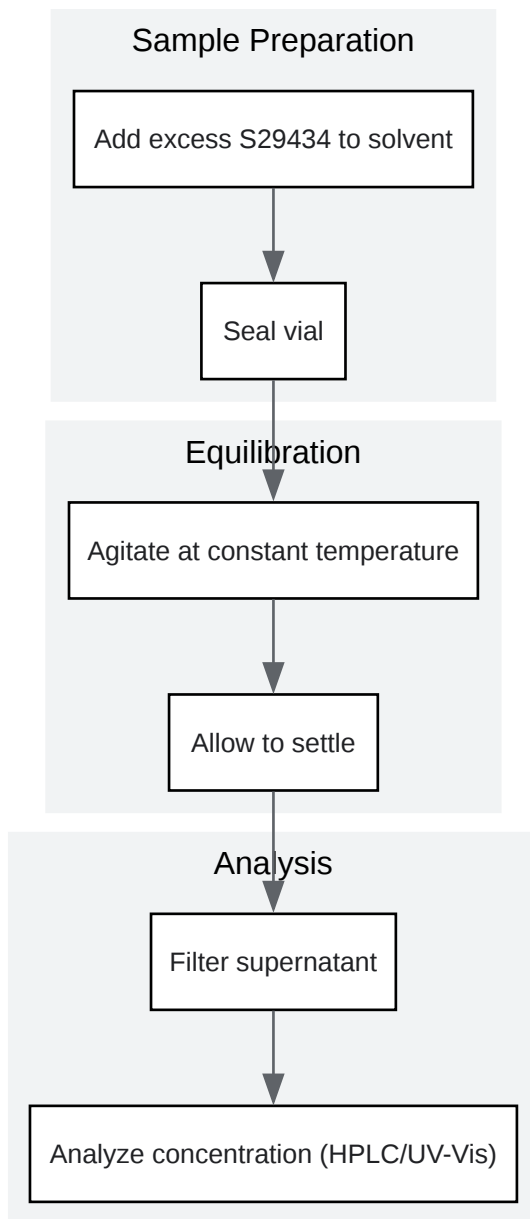 Sample Preparation
Add excess S29434 to solvent
Seal vial
Equilibration
Agitate at constant temperature
Allow to settle
Analysis
Filter supernatant
Analyze concentration (HPLC/UV-Vis)